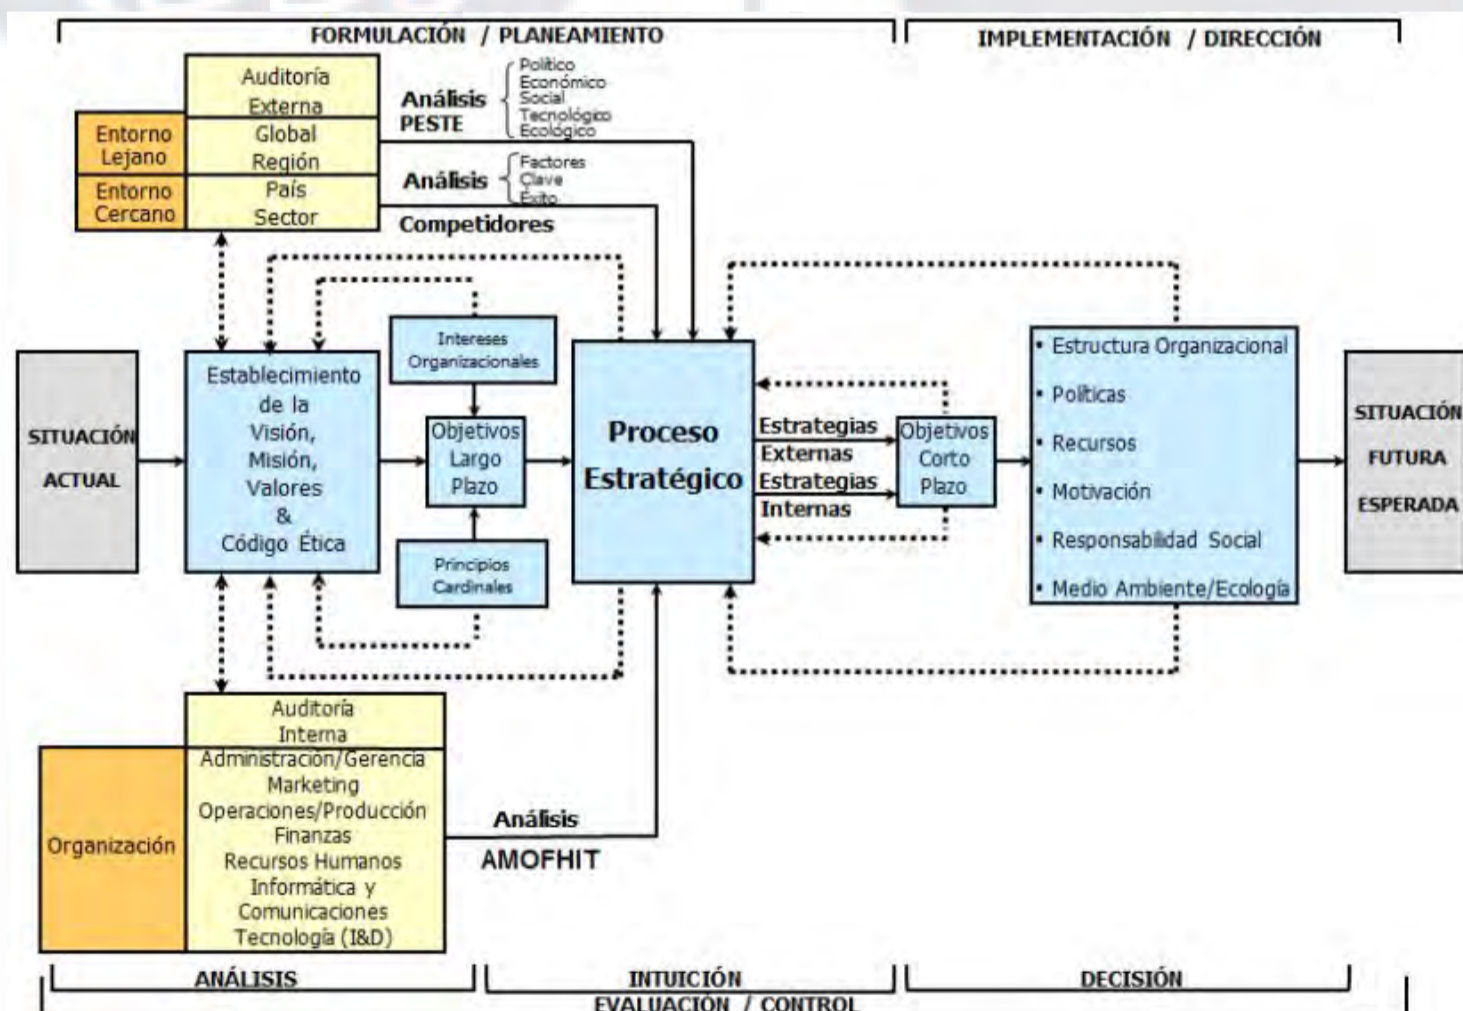 FORMULACIÓN / PLANEAMIENTO
IMPLEMENTACIÓN / DIRECCIÓN
Auditoría
Externa
Entorno
Lejano
Global
Región
Entorno
Cercano
País
Sector
Análisis
PESTE
Político
Económico
Social
Tecnológico
Ecológico
Análisis
Factores
Clave
Éxito
Competidores
SITUACIÓN
ACTUAL
Establecimiento
de la
Visión,
Misión,
Valores
&
Código Ética
Intereses
Organizacionales
Objetivos
Largo
Plazo
Principios
Cardinales
Proceso
Estratégico
Estrategias
Externas
Estrategias
Internas
Objetivos
Corto
Plazo
• Estructura Organizacional
• Políticas
• Recursos
• Motivación
• Responsabilidad Social
• Medio Ambiente/Ecología
SITUACIÓN
FUTURA
ESPERADA
Auditoría
Interna
Organización
Administración/Gerencia
Marketing
Operaciones/Producción
Finanzas
Recursos Humanos
Informática y
Comunicaciones
Tecnología (I&D)
Análisis
AMOFHIT
ANÁLISIS
INTUICIÓN
DECISIÓN
EVALUACIÓN / CONTROL